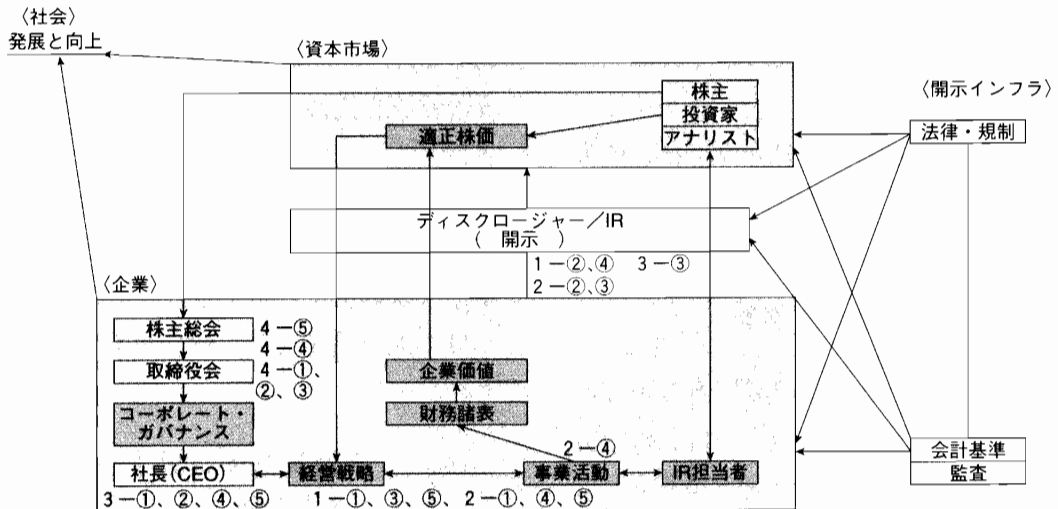 〈社会〉
発展と向上
〈資本市場〉
株主
投資家
アナリスト
適正株価
〈開示インフラ〉
法律・規制
ディスクロージャー/IR
( 開示 )
1－②、④ 3－③
2－②、③
〈企業〉
株主総会 4－⑤
4－④
取締役会 4－①、
②、③
コーポレート・
ガバナンス
企業価値
財務諸表
2－④
社長(CEO)
経営戦略
事業活動
IR担当者
3－①、②、④、⑤
1－①、③、⑤、2－①、④、⑤
会計基準
監査